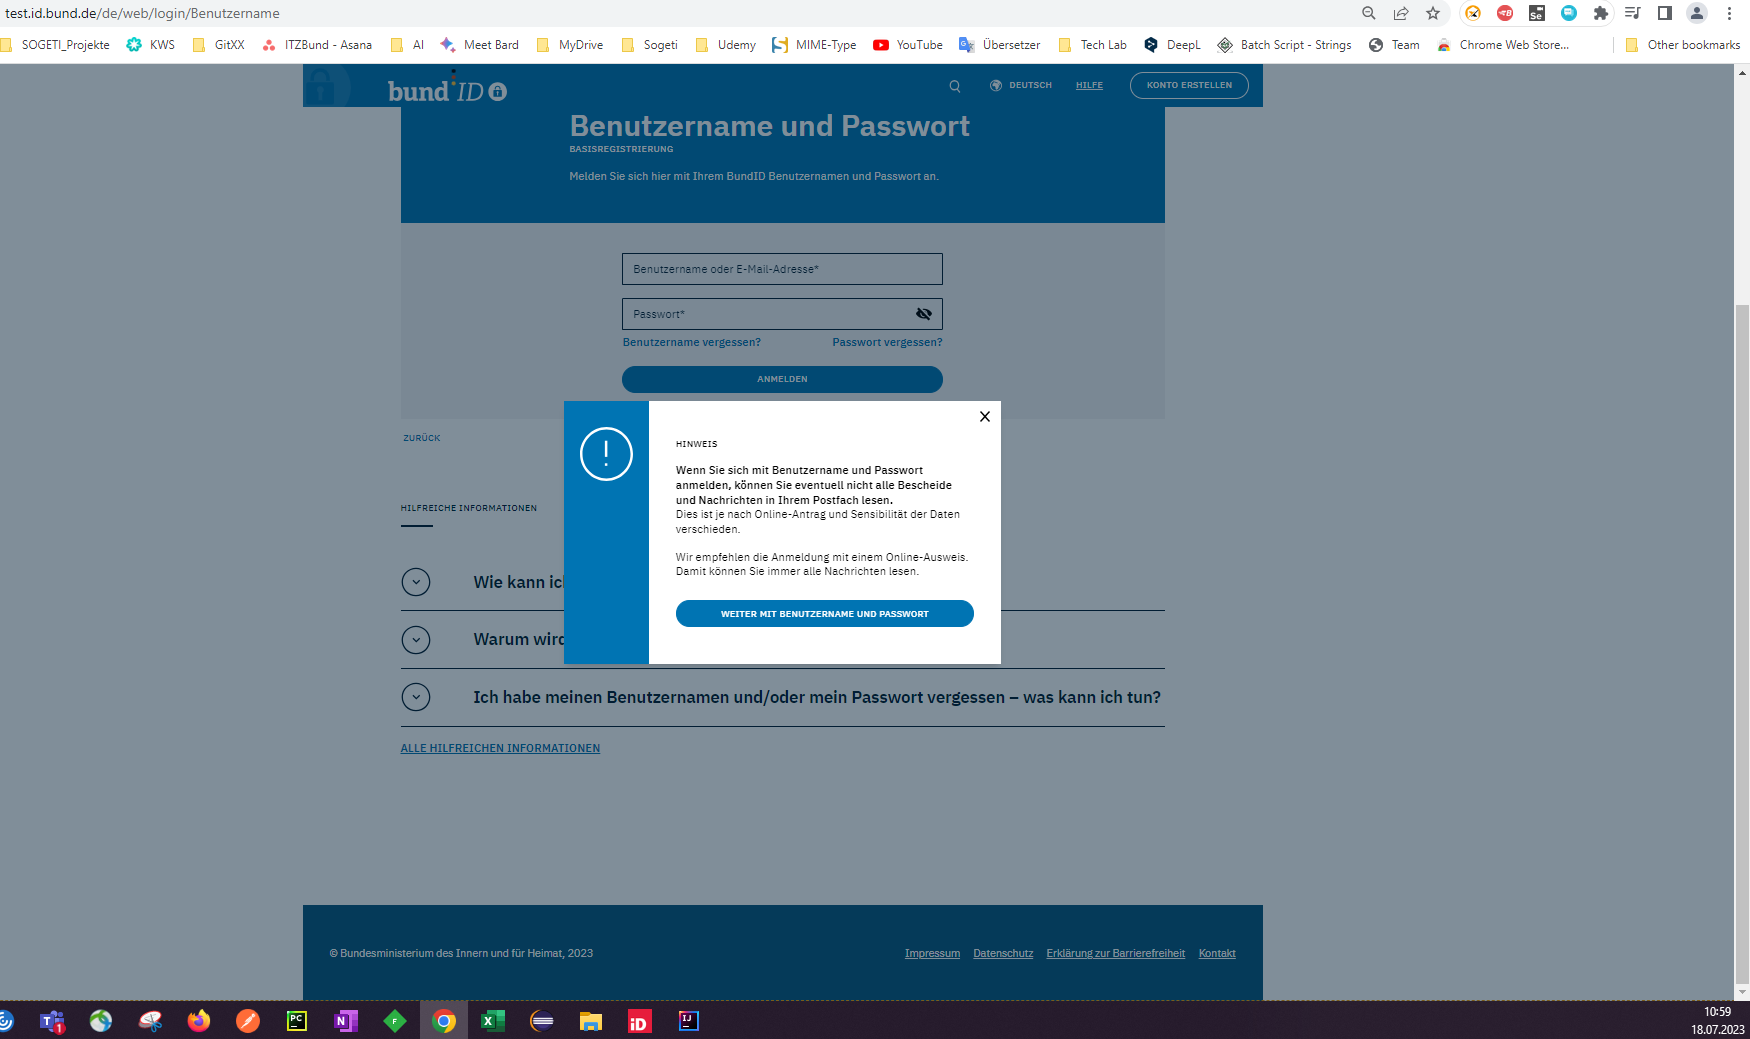 test.id.bund.de/de/web/login/Benutzername
SOGETI_Projekte KWS GitXX ITZBund - Asana AI Meet Bard MyDrive Sogeti Udemy MIME-Type YouTube Übersetzer Tech Lab DeepL Batch Script - Strings Team Chrome Web Store... Other bookmarks
bund ID DEUTSCH HILFE KONTO ERSTELLEN
Benutzername und Passwort
BASISREGISTRIERUNG
Melden Sie sich hier mit Ihrem BundID Benutzernamen und Passwort an.
Benutzername oder E-Mail-Adresse*
Passwort*
Benutzername vergessen? Passwort vergessen?
ANMELDEN
ZURÜCK
HINWEIS
Wenn Sie sich mit Benutzername und Passwort
anmelden, können Sie eventuell nicht alle Bescheide
und Nachrichten in Ihrem Postfach lesen.
Dies ist je nach Online-Antrag und Sensibilität der Daten
verschieden.
Wir empfehlen die Anmeldung mit einem Online-Ausweis.
Damit können Sie immer alle Nachrichten lesen.
WEITER MIT BENUTZERNAME UND PASSWORT
HILFREICHE INFORMATIONEN
Wie kann ic
Warum wird
Ich habe meinen Benutzernamen und/oder mein Passwort vergessen – was kann ich tun?
ALLE HILFREICHEN INFORMATIONEN
© Bundesministerium des Innern und für Heimat, 2023 Impressum Datenschutz Erklärung zur Barrierefreiheit Kontakt
10:59
18.07.2023